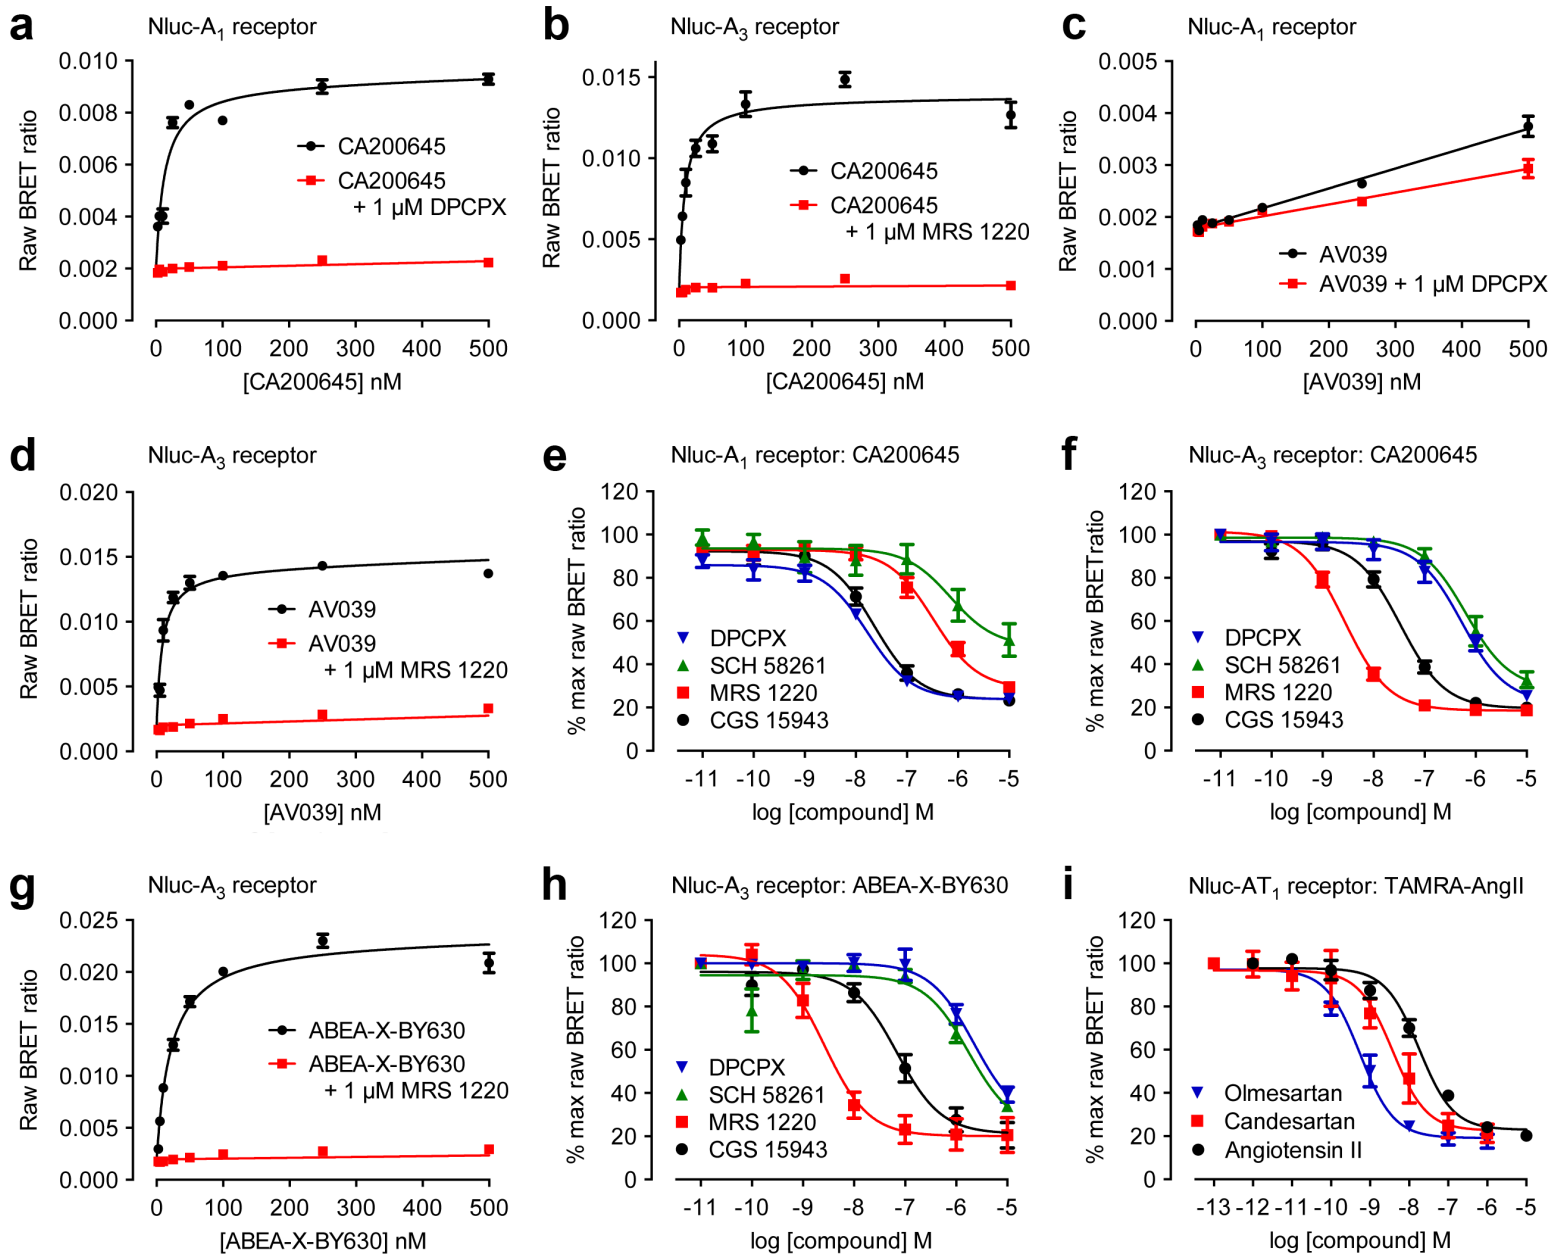 a
Nluc-A1 receptor
Raw BRET ratio
0.010
0.008
0.006
0.004
0.002
0.000
CA200645
CA200645
+ 1 µM DPCPX
0 100 200 300 400 500
[CA200645] nM
b
Nluc-A3 receptor
Raw BRET ratio
0.015
0.010
0.005
0.000
CA200645
CA200645
+ 1 µM MRS 1220
0 100 200 300 400 500
[CA200645] nM
c
Nluc-A1 receptor
Raw BRET ratio
0.005
0.004
0.003
0.002
0.001
0.000
AV039
AV039 + 1 µM DPCPX
0 100 200 300 400 500
[AV039] nM
d
Nluc-A3 receptor
Raw BRET ratio
0.020
0.015
0.010
0.005
0.000
AV039
AV039
+ 1 µM MRS 1220
0 100 200 300 400 500
[AV039] nM
e
Nluc-A1 receptor: CA200645
% max raw BRET ratio
120
100
80
60
40
20
0
DPCPX
SCH 58261
MRS 1220
CGS 15943
-11 -10 -9 -8 -7 -6 -5
log [compound] M
f
Nluc-A3 receptor: CA200645
% max raw BRET ratio
120
100
80
60
40
20
0
DPCPX
SCH 58261
MRS 1220
CGS 15943
-11 -10 -9 -8 -7 -6 -5
log [compound] M
g
Nluc-A3 receptor
Raw BRET ratio
0.025
0.020
0.015
0.010
0.005
0.000
ABEA-X-BY630
ABEA-X-BY630
+ 1 µM MRS 1220
0 100 200 300 400 500
[ABEA-X-BY630] nM
h
Nluc-A3 receptor: ABEA-X-BY630
% max raw BRET ratio
120
100
80
60
40
20
0
DPCPX
SCH 58261
MRS 1220
CGS 15943
-11 -10 -9 -8 -7 -6 -5
log [compound] M
i
Nluc-AT1 receptor: TAMRA-AngII
% max raw BRET ratio
120
100
80
60
40
20
0
Olmesartan
Candesartan
Angiotensin II
-13 -12 -11 -10 -9 -8 -7 -6 -5
log [compound] M